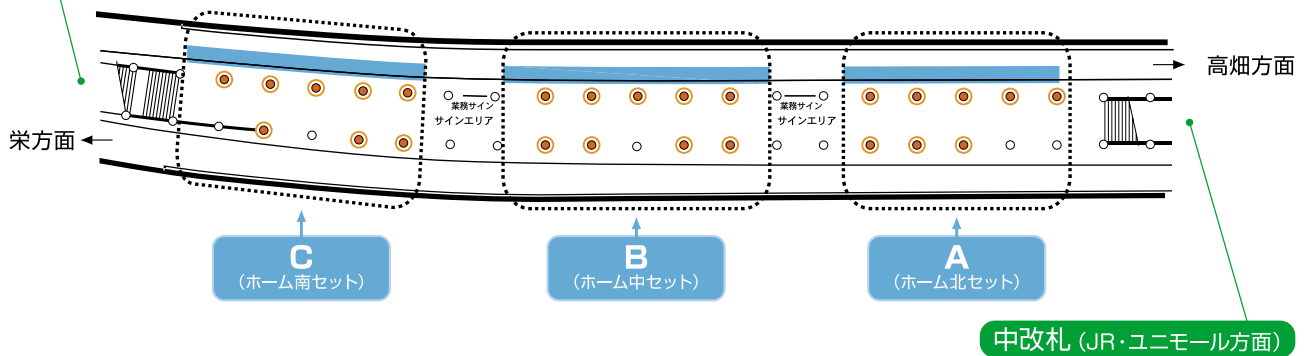 高畑方面
業務サイン
サインエリア
業務サイン
サインエリア
栄方面
C
(ホーム南セット)
B
(ホーム中セット)
A
(ホーム北セット)
中改札(JR・ユニモール方面)